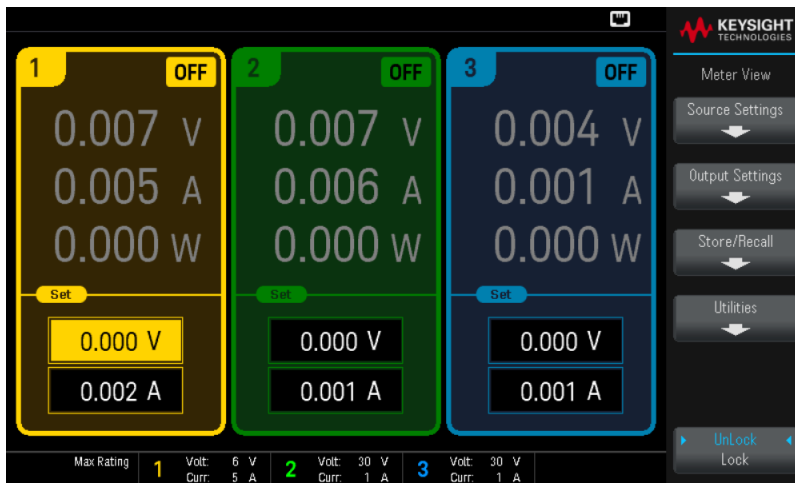 KEYSIGHT
TECHNOLOGIES
Meter View
1 OFF
0.007 V
0.005 A
0.000 W
Set
0.000 V
0.002 A
2 OFF
0.007 V
0.006 A
0.000 W
Set
0.000 V
0.001 A
3 OFF
0.004 V
0.001 A
0.000 W
Set
0.000 V
0.001 A
Source Settings
Output Settings
Store/Recall
Utilities
UnLock
Lock
Max Rating 1 Volt: 6 V 2 Volt: 30 V 3 Volt: 30 V
Curr: 5 A Curr: 1 A Curr: 1 A